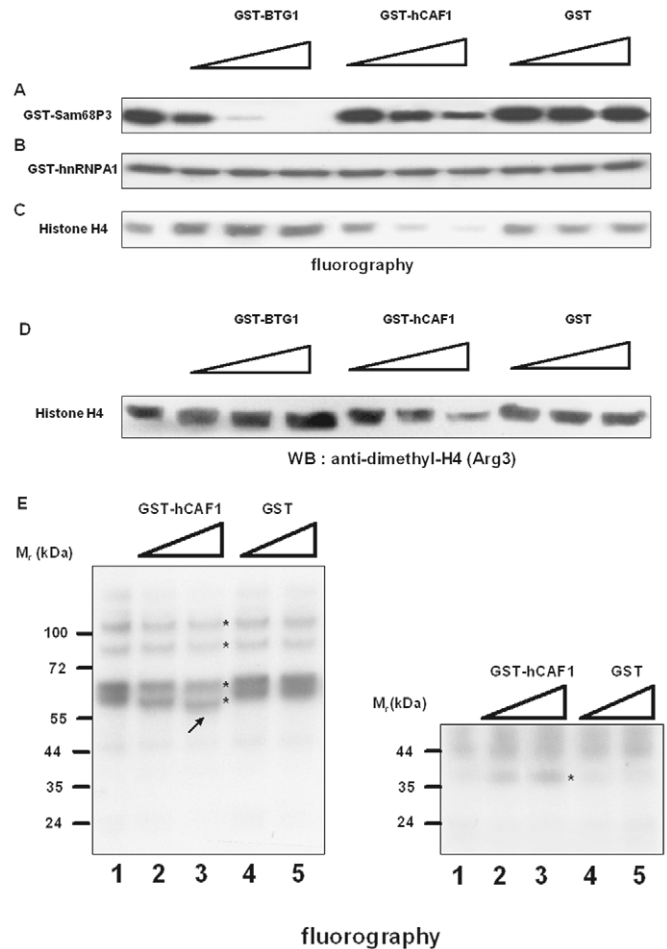 GST-BTG1 GST-hCAF1 GST
A
GST-Sam68P3
B
GST-hnRNPA1
C
Histone H4
fluorography
D
GST-BTG1 GST-hCAF1 GST
Histone H4
WB : anti-dimethyl-H4 (Arg3)
E
GST-hCAF1 GST
Mr (kDa)
100
72
55
44
35
24
*
*
*
*
1 2 3 4 5
GST-hCAF1 GST
Mr(kDa)
44
35
24
*
1 2 3 4 5
fluorography